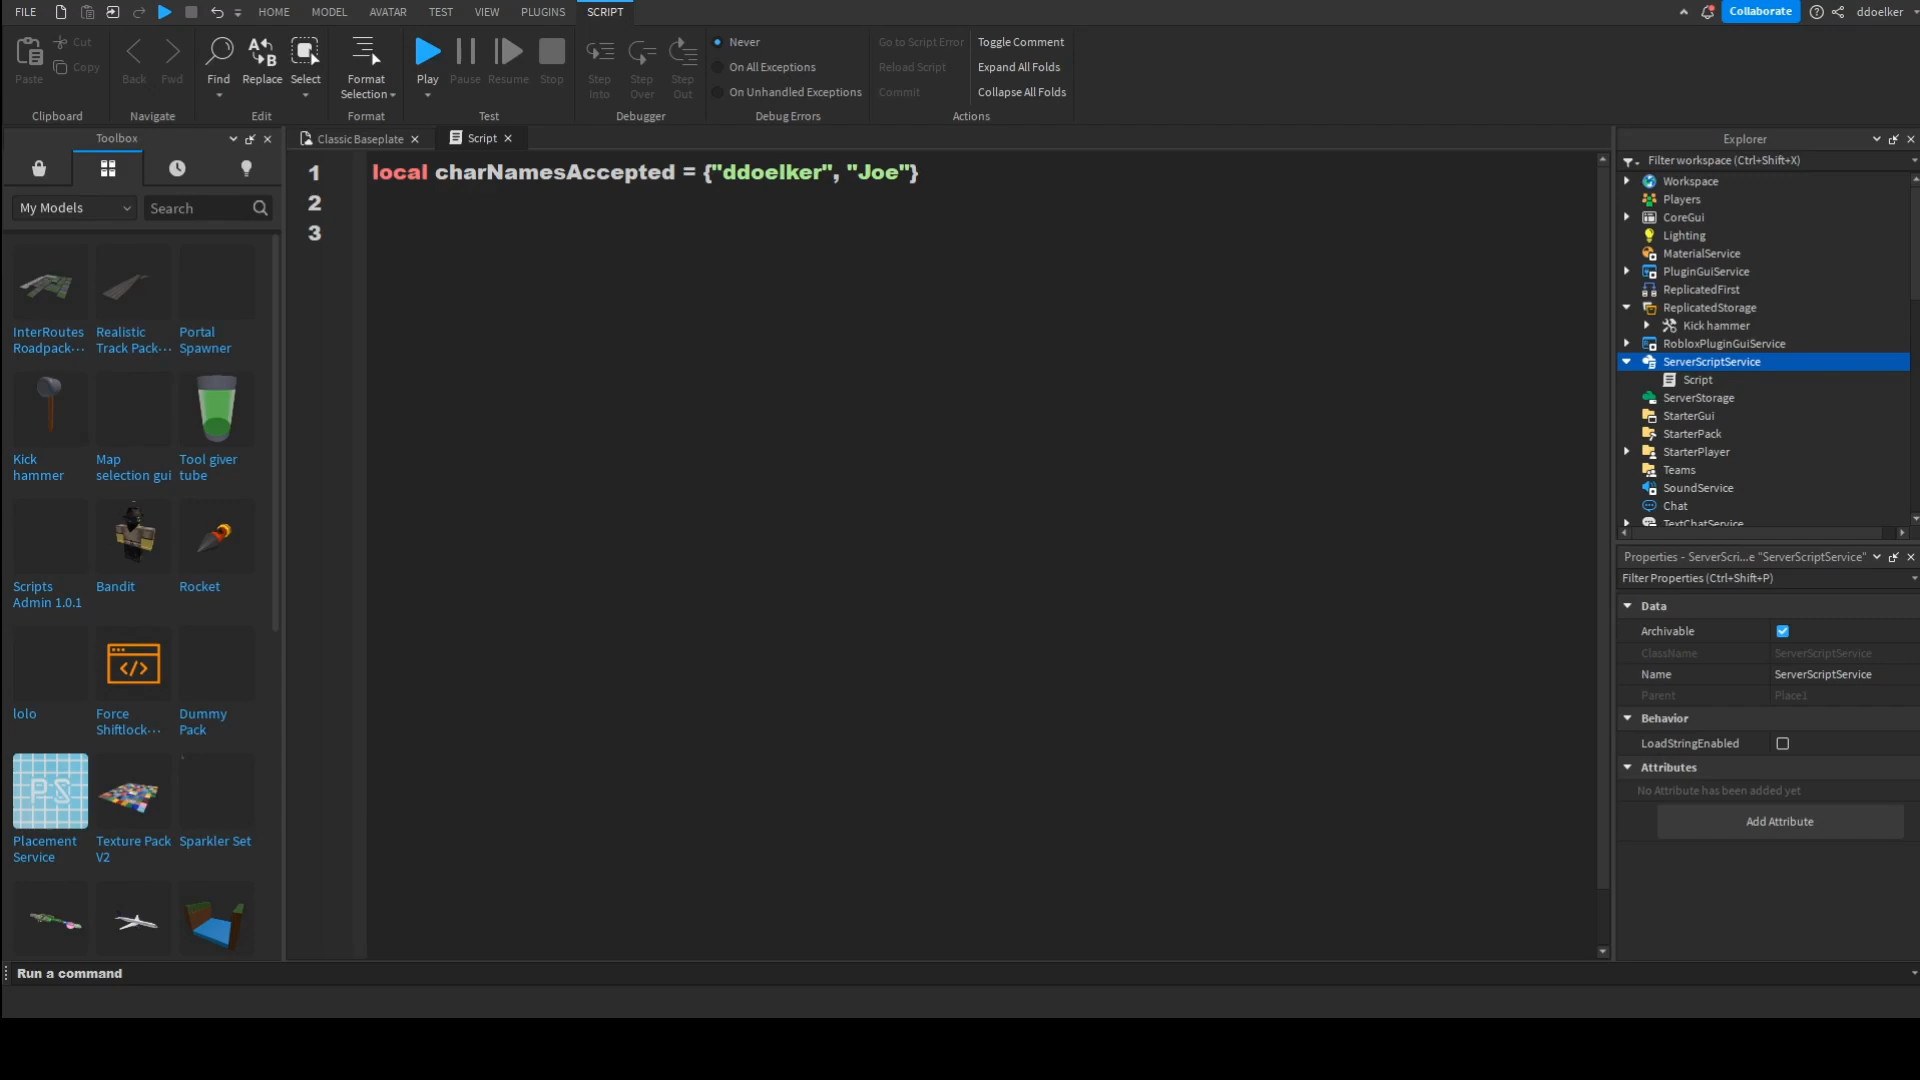 FILE HOME MODEL AVATAR TEST VIEW PLUGINS SCRIPT Collaborate ddoelker
Paste Cut Copy
Clipboard
Back Fwd
Navigate
Find Replace Select
Edit
Format Selection
Format
Play Pause Resume Stop
Test
Step Into Step Over Step Out
Debugger
Never
On All Exceptions
On Unhandled Exceptions
Debug Errors
Go to Script Error Toggle Comment
Reload Script Expand All Folds
Commit Collapse All Folds
Actions
Toolbox
My Models Search
InterRoutes Roadpack...
Realistic Track Pack...
Portal Spawner
Kick hammer
Map selection gui
Tool giver tube
Scripts Admin 1.0.1
Bandit
Rocket
lolo
Force Shiftlock...
Dummy Pack
PS
Placement Service
Texture Pack V2
Sparkler Set
Classic Baseplate Script
1 local charNamesAccepted = {"ddoelker", "Joe"}
2
3
Explorer
Filter workspace (Ctrl+Shift+X)
Workspace
Players
CoreGui
Lighting
MaterialService
PluginGuiService
ReplicatedFirst
ReplicatedStorage
Kick hammer
RobloxPluginGuiService
ServerScriptService
Script
ServerStorage
StarterGui
StarterPack
StarterPlayer
Teams
SoundService
Chat
TextChatService
Properties - ServerScri...e "ServerScriptService"
Filter Properties (Ctrl+Shift+P)
Data
Archivable
ClassName ServerScriptService
Name ServerScriptService
Parent Place1
Behavior
LoadStringEnabled
Attributes
No Attribute has been added yet
Add Attribute
Run a command